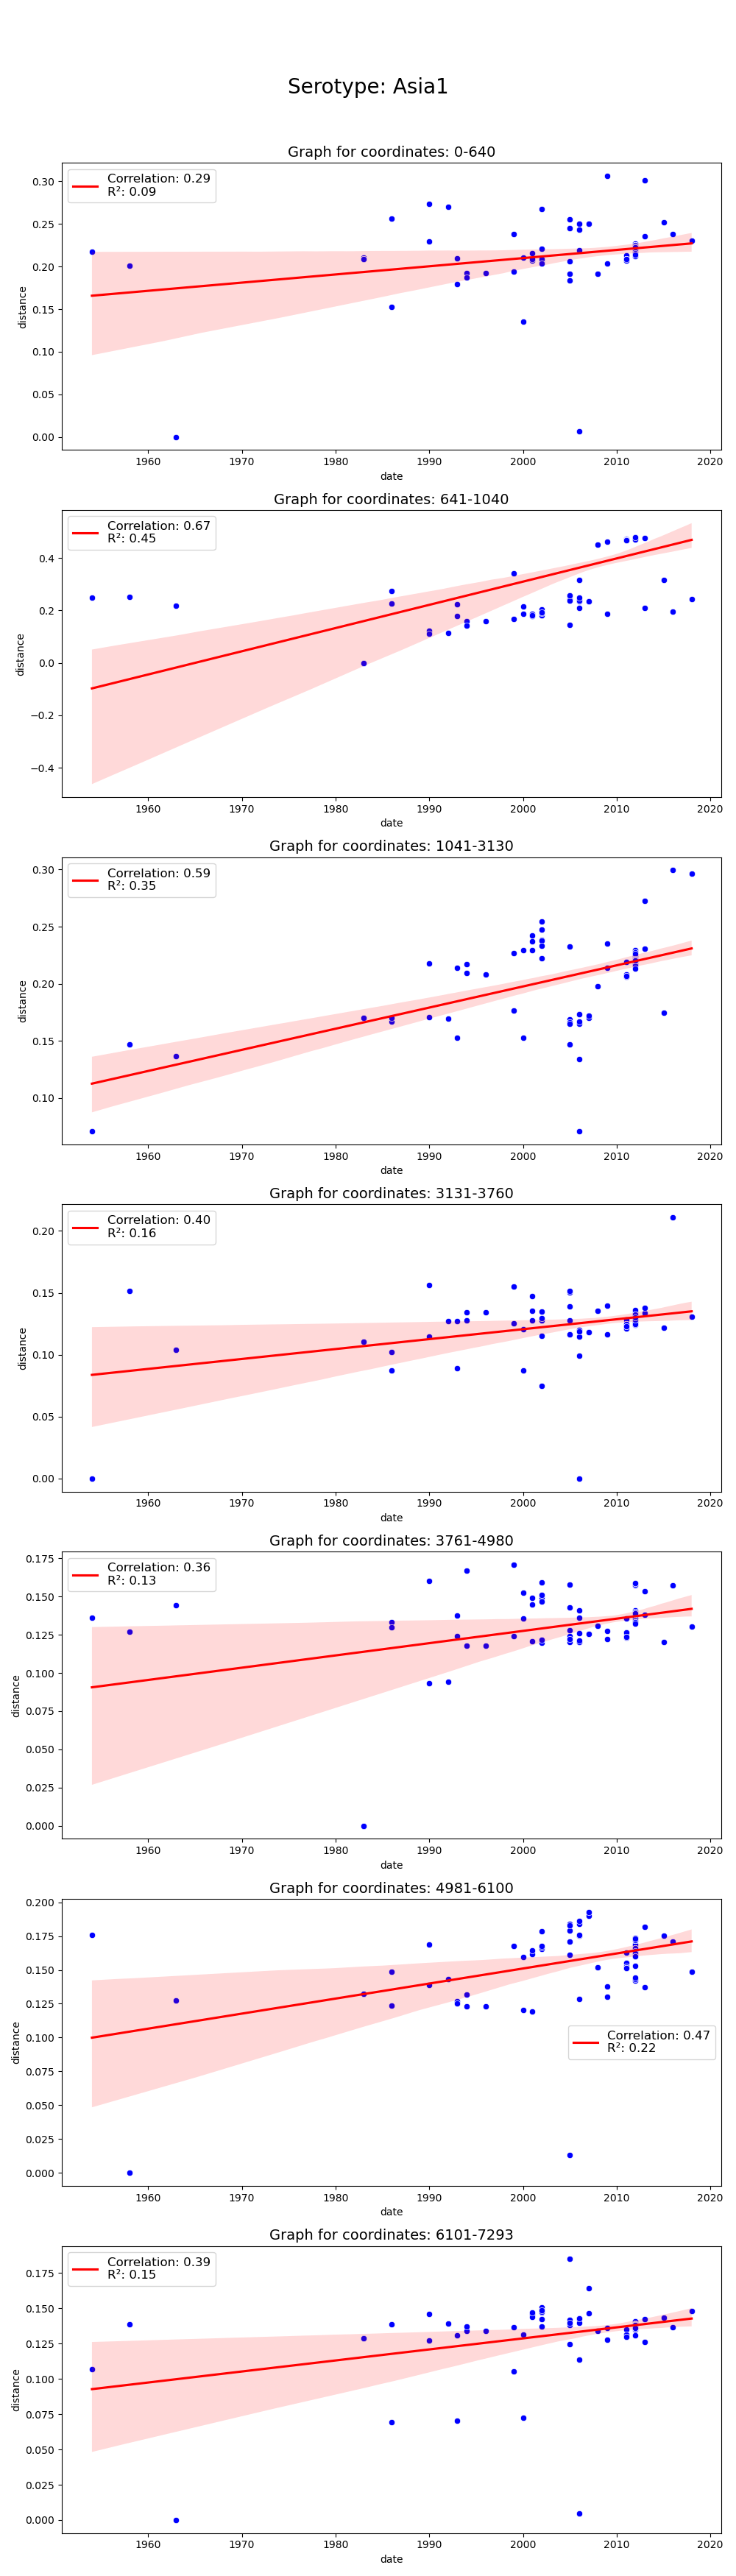 Serotype: Asia1
Graph for coordinates: 0-640
Correlation: 0.29
R²: 0.09
0.30
0.25
0.20
0.15
0.10
0.05
0.00
distance
1960 1970 1980 1990 2000 2010 2020
date
Graph for coordinates: 641-1040
Correlation: 0.67
R²: 0.45
0.4
0.2
0.0
−0.2
−0.4
distance
1960 1970 1980 1990 2000 2010 2020
date
Graph for coordinates: 1041-3130
Correlation: 0.59
R²: 0.35
0.30
0.25
0.20
0.15
0.10
distance
1960 1970 1980 1990 2000 2010 2020
date
Graph for coordinates: 3131-3760
Correlation: 0.40
R²: 0.16
0.20
0.15
0.10
0.05
0.00
distance
1960 1970 1980 1990 2000 2010 2020
date
Graph for coordinates: 3761-4980
Correlation: 0.36
R²: 0.13
0.175
0.150
0.125
0.100
0.075
0.050
0.025
0.000
distance
1960 1970 1980 1990 2000 2010 2020
date
Graph for coordinates: 4981-6100
0.200
0.175
0.150
0.125
0.100
0.075
0.050
0.025
0.000
distance
Correlation: 0.47
R²: 0.22
1960 1970 1980 1990 2000 2010 2020
date
Graph for coordinates: 6101-7293
Correlation: 0.39
R²: 0.15
0.175
0.150
0.125
0.100
0.075
0.050
0.025
0.000
distance
1960 1970 1980 1990 2000 2010 2020
date